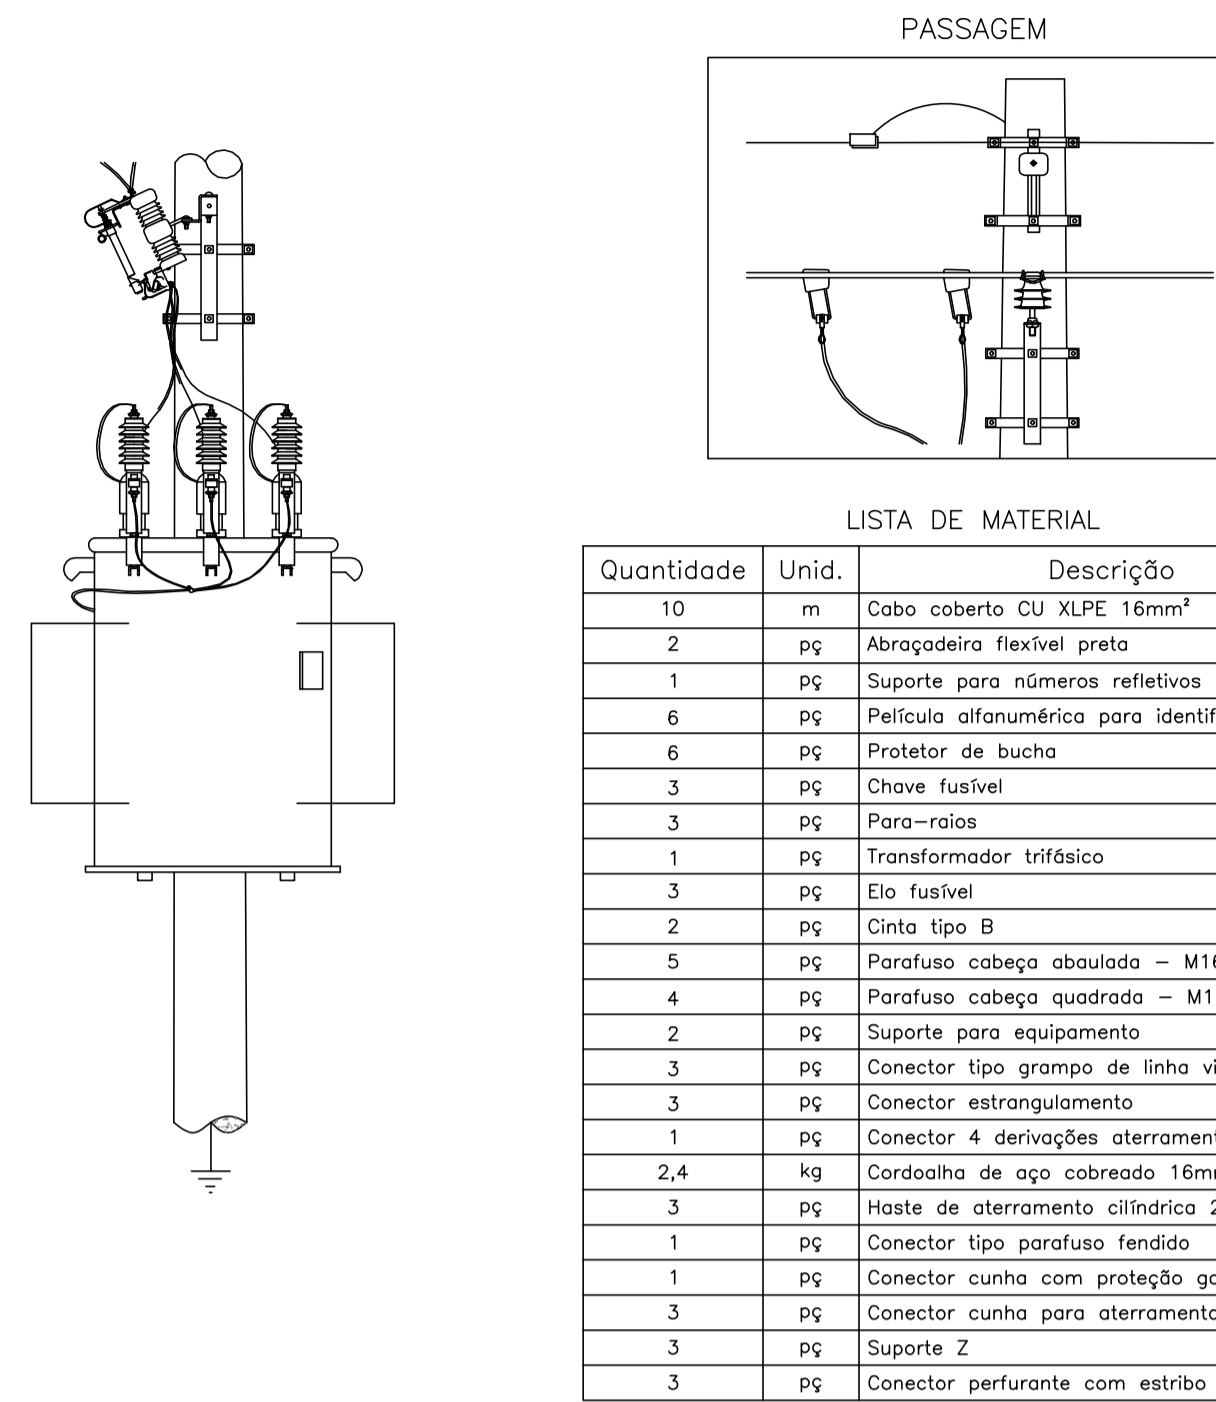 PASSAGEM
LISTA DE MATERIAL
Quantidade Unid. Descrição
10 m Cabo coberto CU XLPE 16mm²
2 pç Abraçadeira flexível preta
1 pç Suporte para números refletivos
6 pç Película alfanumérica para
6 pç Protetor de bucha
3 pç Chave fusível
3 pç Para-raios
1 pç Transformador trifásico
3 pç Elo fusível
2 pç Cinta tipo B
5 pç Parafuso cabeça abaulada –
4 pç Parafuso cabeça quadrada –
2 pç Suporte para equipamento
3 pç Conector tipo grampo de linha
3 pç Conector estrangulamento
1 pç Conector 4 derivações
2,4 kg Cordoalha de aço cobreado
3 pç Haste de aterramento cilíndrica
1 pç Conector tipo parafuso fendido
1 pç Conector cunha com proteção
3 pç Conector cunha para aterramento
3 pç Suporte Z
3 pç Conector perfurante com estribo